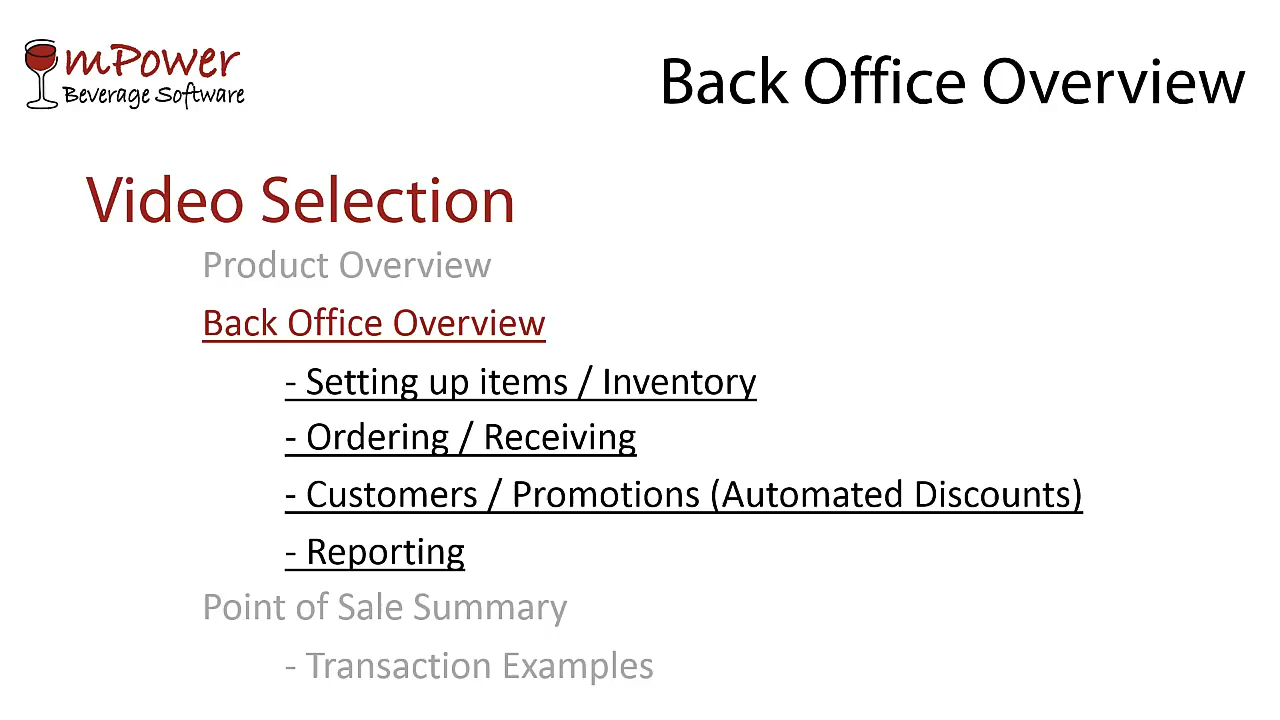 mPower
Beverage Software
Back Office Overview
Video Selection
Product Overview
Back Office Overview
- Setting up items / Inventory
- Ordering / Receiving
- Customers / Promotions (Automated Discounts)
- Reporting
Point of Sale Summary
- Transaction Examples